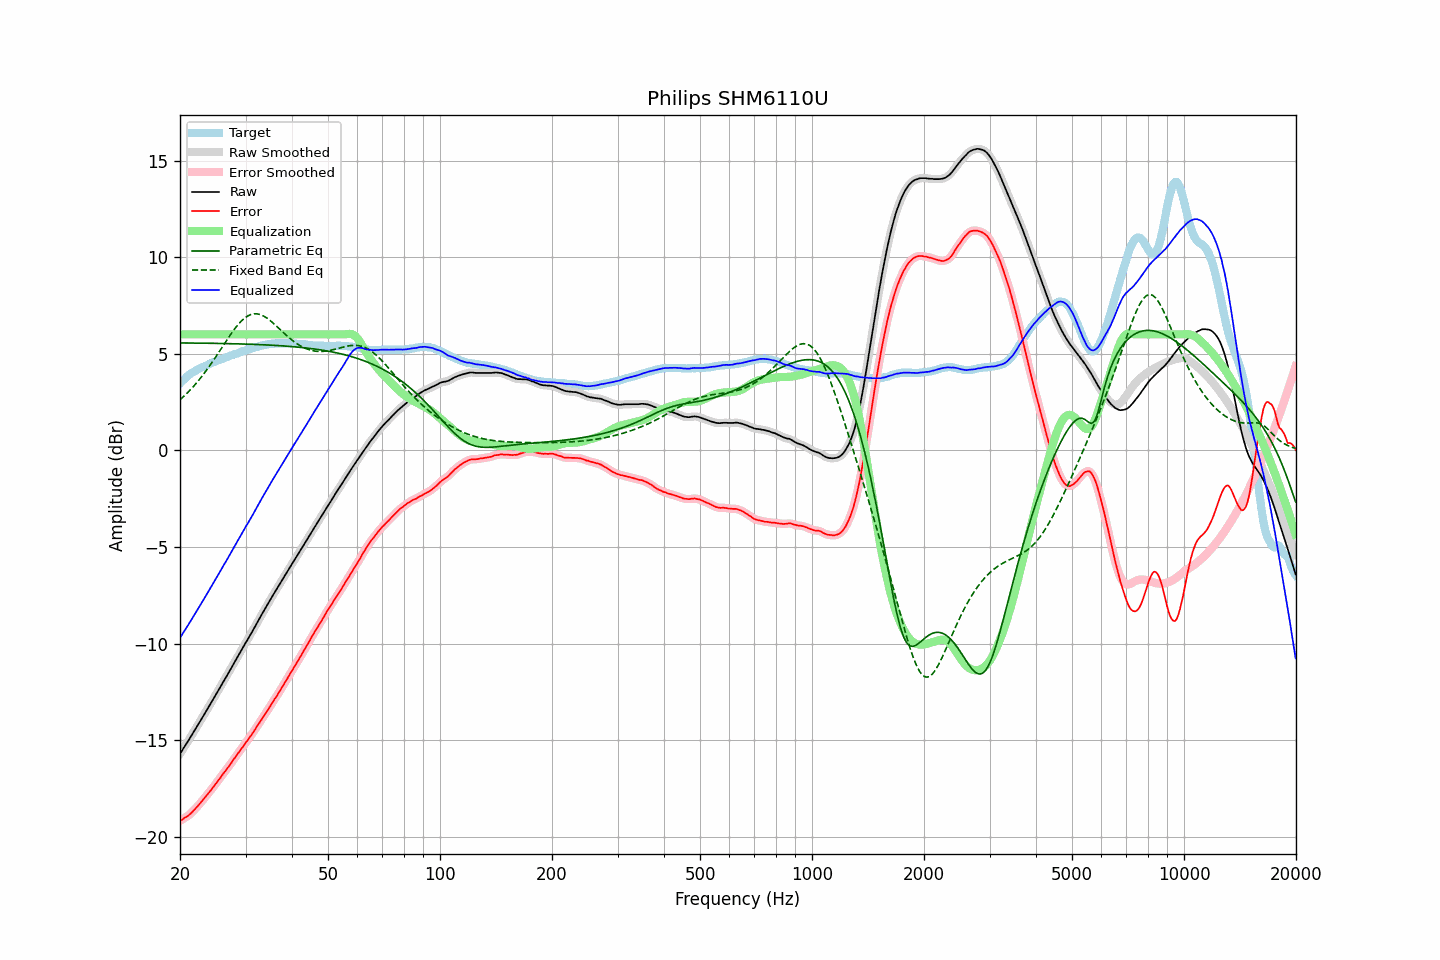 Philips SHM6110U
Target
Raw Smoothed
Error Smoothed
Raw
Error
Equalization
Parametric Eq
Fixed Band Eq
Equalized
15
10
5
0
−5
−10
−15
−20
Amplitude (dBr)
20 50 100 200 500 1000 2000 5000 10000 20000
Frequency (Hz)